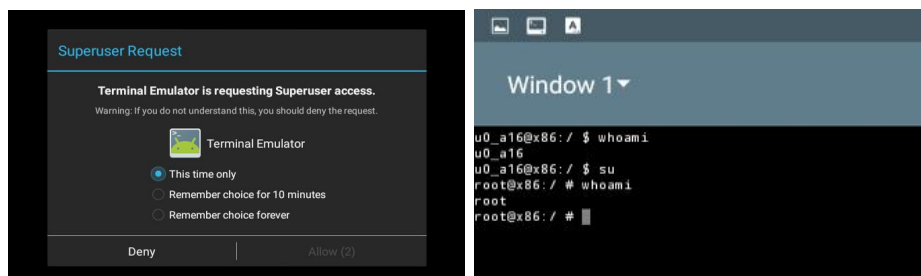 Superuser Request
Terminal Emulator is requesting Superuser access.
Warning: If you do not understand this, you should deny the request.
Terminal Emulator
This time only
Remember choice for 10 minutes
Remember choice forever
Deny
Allow (2)
A
Window 1
u0_a16@x86:/ $ whoami
u0_a16
u0_a16@x86:/ $ su
root@x86:/ # whoami
root
root@x86:/ #